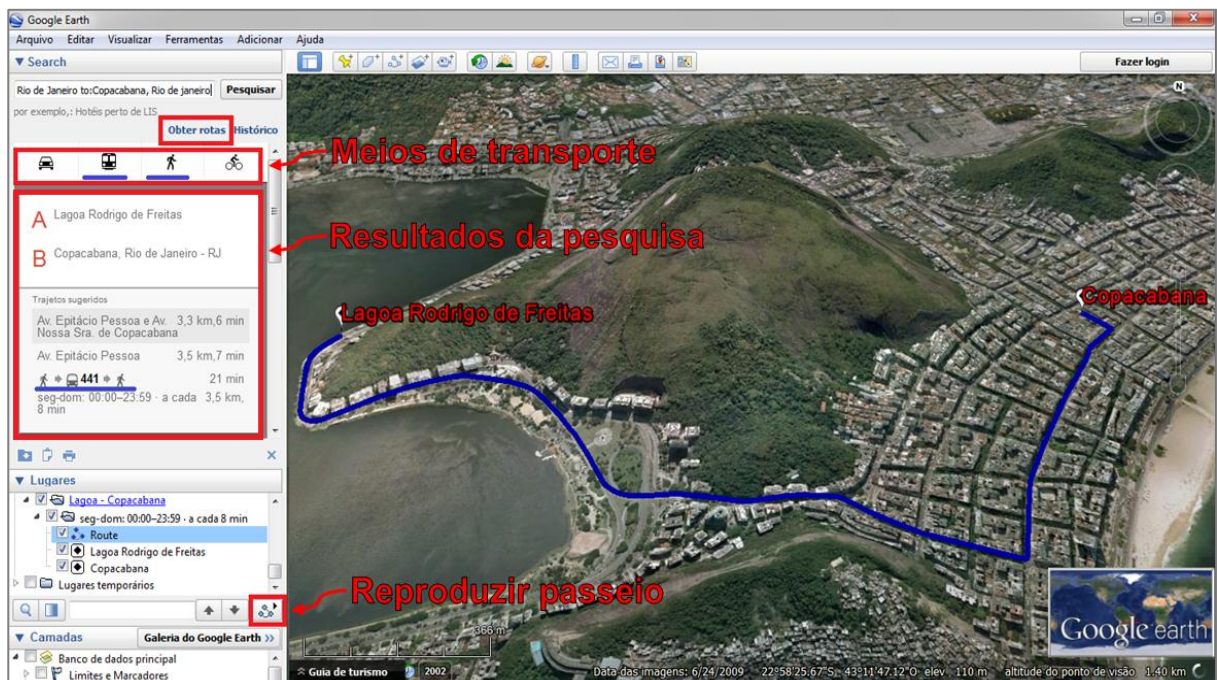 Google Earth
Arquivo Editar Visualizar Ferramentas Adicionar Ajuda
Search
Rio de Janeiro to:Copacabana, Rio de janeiro Pesquisar
por exemplo,: Hotéis perto de LIS
Obter rotas Histórico
Fazer login
N
Meios de transporte
A Lagoa Rodrigo de Freitas
B Copacabana, Rio de Janeiro - RJ
Resultados da pesquisa
Trajetos sugeridos
Av. Epitácio Pessoa e Av. 3,3 km,6 min
Nossa Sra. de Copacabana
Av. Epitácio Pessoa 3,5 km,7 min
441 21 min
seg-dom: 00:00–23:59 · a cada 3,5 km,
8 min
Lagoa Rodrigo de Freitas
Copacabana
Lugares
Lagoa - Copacabana
seg-dom: 00:00–23:59 · a cada 8 min
Route
Lagoa Rodrigo de Freitas
Copacabana
Lugares temporários
Reproduzir passeio
Camadas Galeria do Google Earth >>
Banco de dados principal
Limites e Marcadores
366 m
Google earth
Guia de turismo 2002
Data das imagens: 6/24/2009 22°58'25.67"S, 43°11'47.12"O elev 110 m altitude do ponto de visão 1.40 km